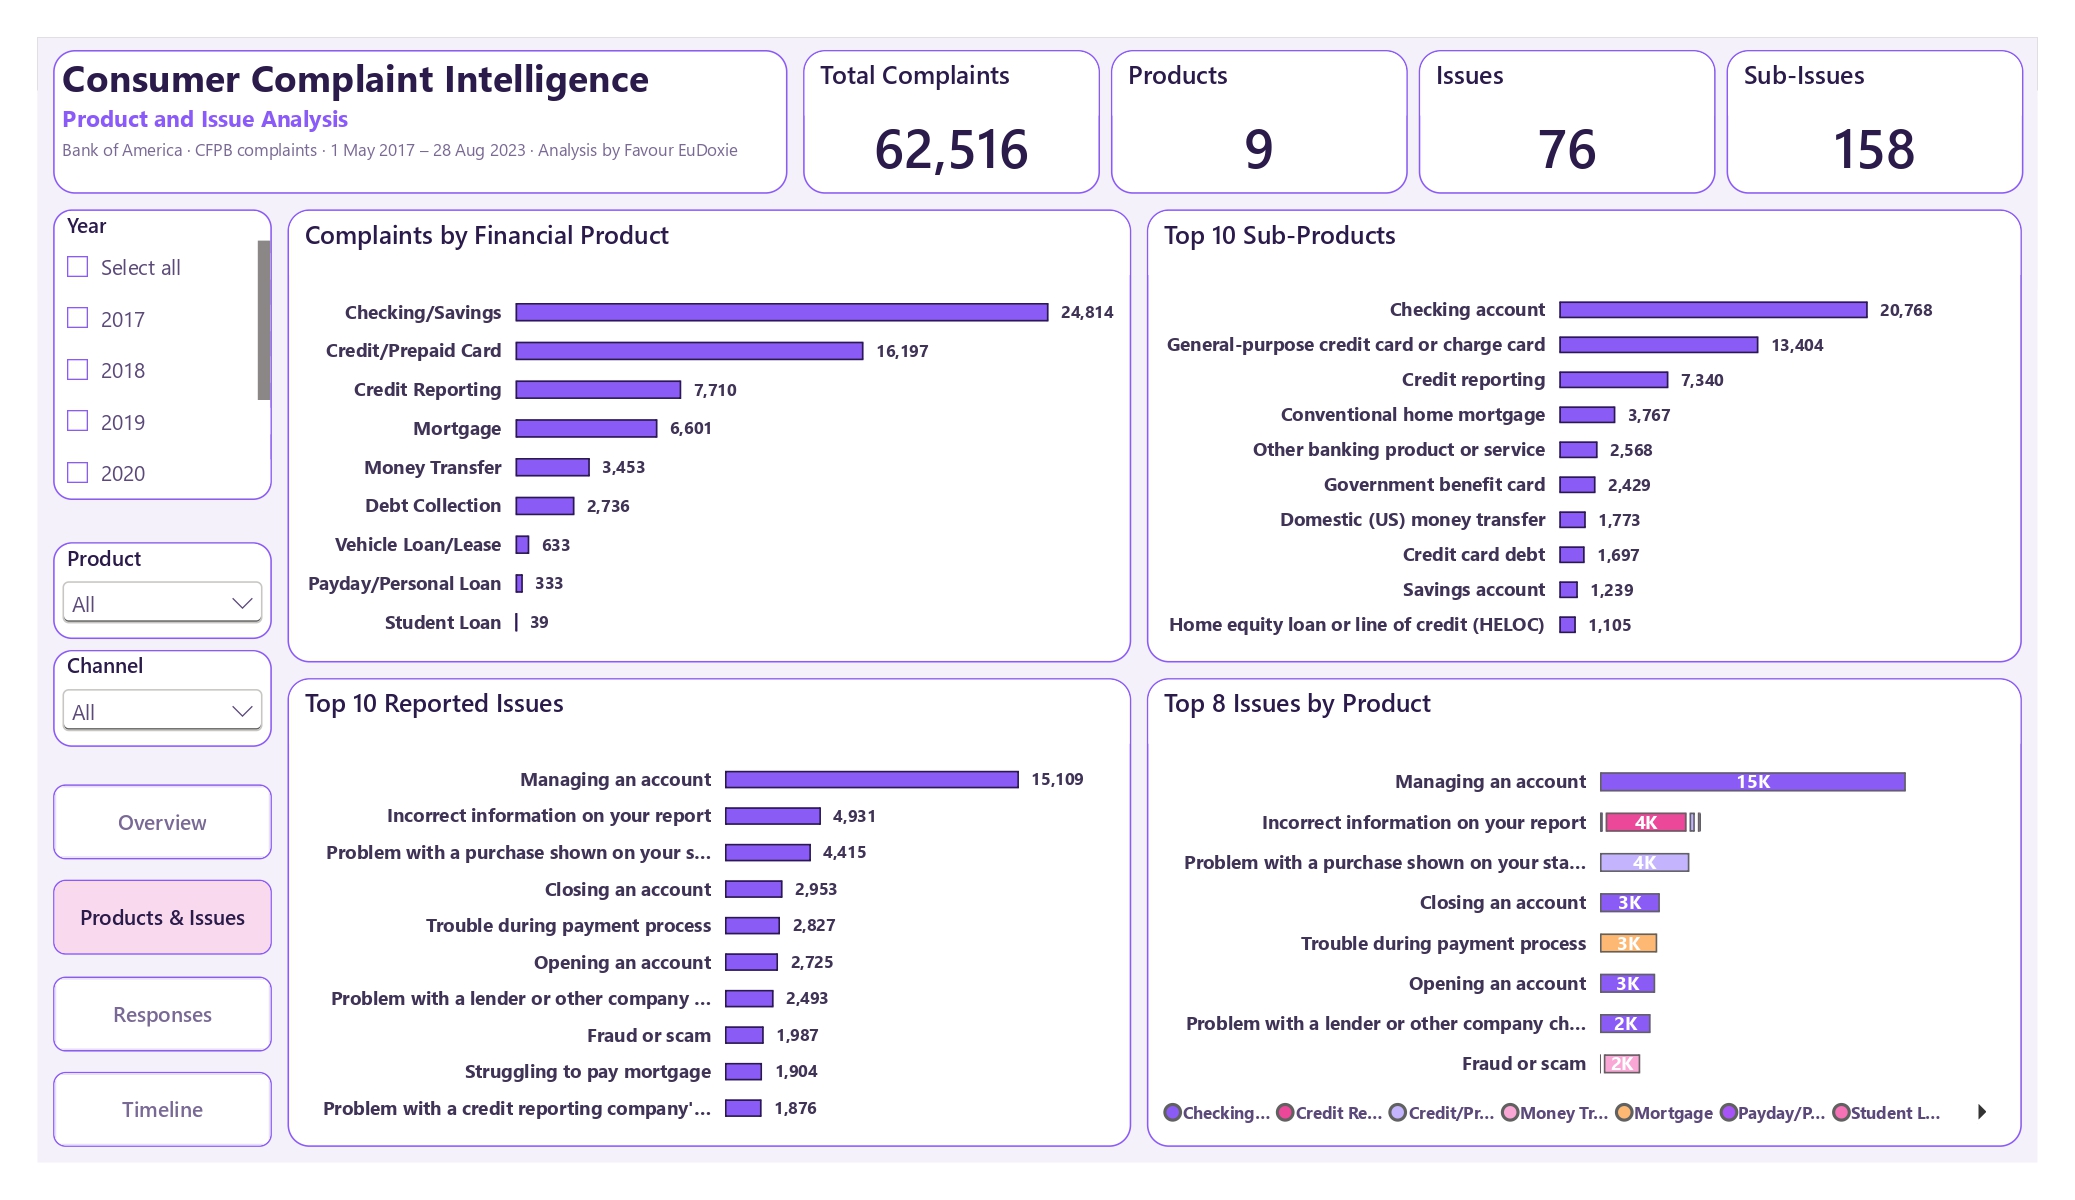 Consumer Complaint Intelligence
Product and Issue Analysis
Bank of America · CFPB complaints · 1 May 2017 – 28 Aug 2023 · Analysis by Favour EuDoxie
Total Complaints
62,516
Products
9
Issues
76
Sub-Issues
158
Year
Select all
2017
2018
2019
2020
Product
All
Channel
All
Overview
Products & Issues
Responses
Timeline
Complaints by Financial Product
Checking/Savings 24,814
Credit/Prepaid Card 16,197
Credit Reporting 7,710
Mortgage 6,601
Money Transfer 3,453
Debt Collection 2,736
Vehicle Loan/Lease 633
Payday/Personal Loan 333
Student Loan 39
Top 10 Sub-Products
Checking account 20,768
General-purpose credit card or charge card 13,404
Credit reporting 7,340
Conventional home mortgage 3,767
Other banking product or service 2,568
Government benefit card 2,429
Domestic (US) money transfer 1,773
Credit card debt 1,697
Savings account 1,239
Home equity loan or line of credit (HELOC) 1,105
Top 10 Reported Issues
Managing an account 15,109
Incorrect information on your report 4,931
Problem with a purchase shown on your s... 4,415
Closing an account 2,953
Trouble during payment process 2,827
Opening an account 2,725
Problem with a lender or other company ... 2,493
Fraud or scam 1,987
Struggling to pay mortgage 1,904
Problem with a credit reporting company'... 1,876
Top 8 Issues by Product
Managing an account 15K
Incorrect information on your report 4K
Problem with a purchase shown on your sta... 4K
Closing an account 3K
Trouble during payment process 3K
Opening an account 3K
Problem with a lender or other company ch... 2K
Fraud or scam 2K
Checking... Credit Re... Credit/Pr... Money Tr... Mortgage Payday/P... Student L...